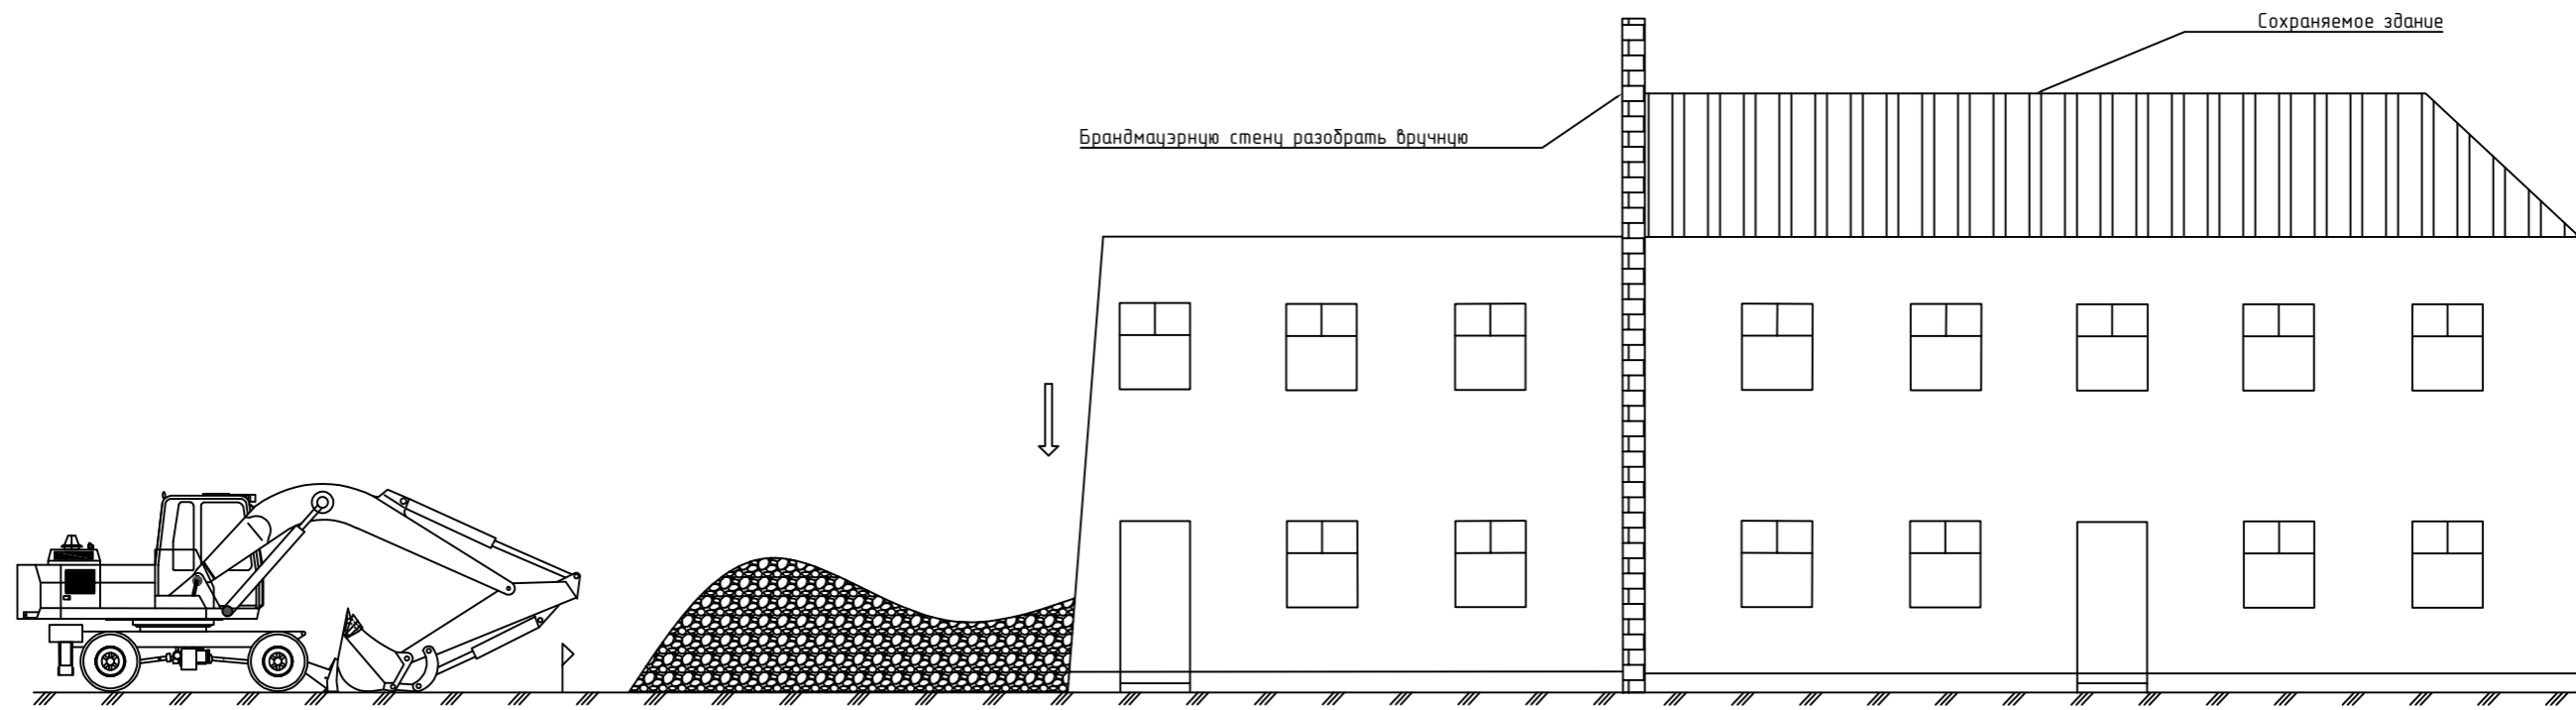 Сохраняемое здание
Брандмауэрную стену разобрать вручную